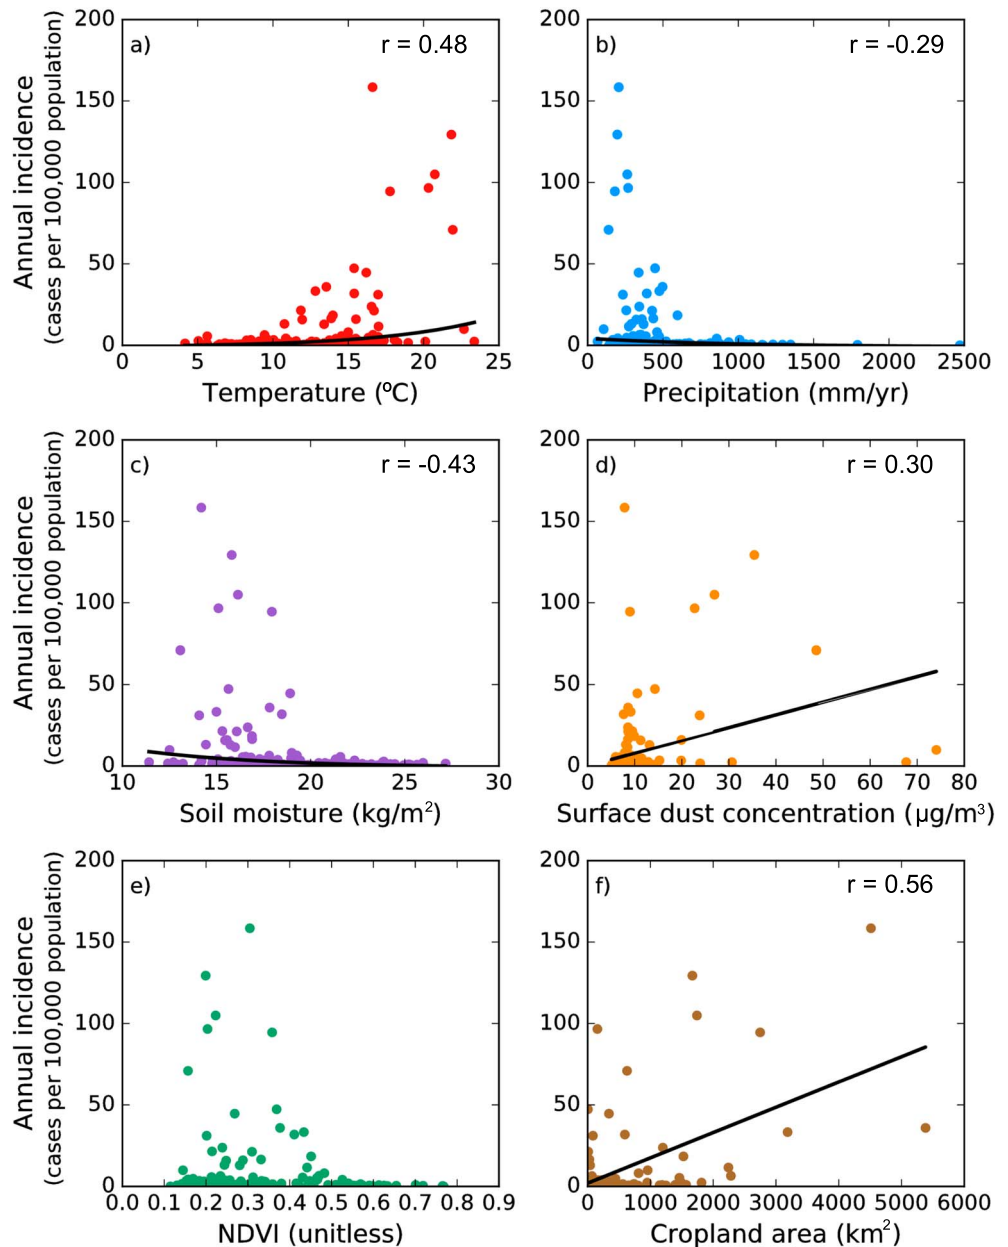 a)
r = 0.48
Annual incidence
(cases per 100,000 population)
200
150
100
50
0
0 5 10 15 20 25
Temperature (ºC)
b)
r = -0.29
200
150
100
50
0
0 500 1000 1500 2000 2500
Precipitation (mm/yr)
c)
r = -0.43
Annual incidence
(cases per 100,000 population)
200
150
100
50
0
10 15 20 25 30
Soil moisture (kg/m²)
d)
r = 0.30
200
150
100
50
0
0 10 20 30 40 50 60 70 80
Surface dust concentration (µg/m³)
e)
Annual incidence
(cases per 100,000 population)
200
150
100
50
0
0.0 0.1 0.2 0.3 0.4 0.5 0.6 0.7 0.8 0.9
NDVI (unitless)
f)
r = 0.56
200
150
100
50
0
0 1000 2000 3000 4000 5000 6000
Cropland area (km²)